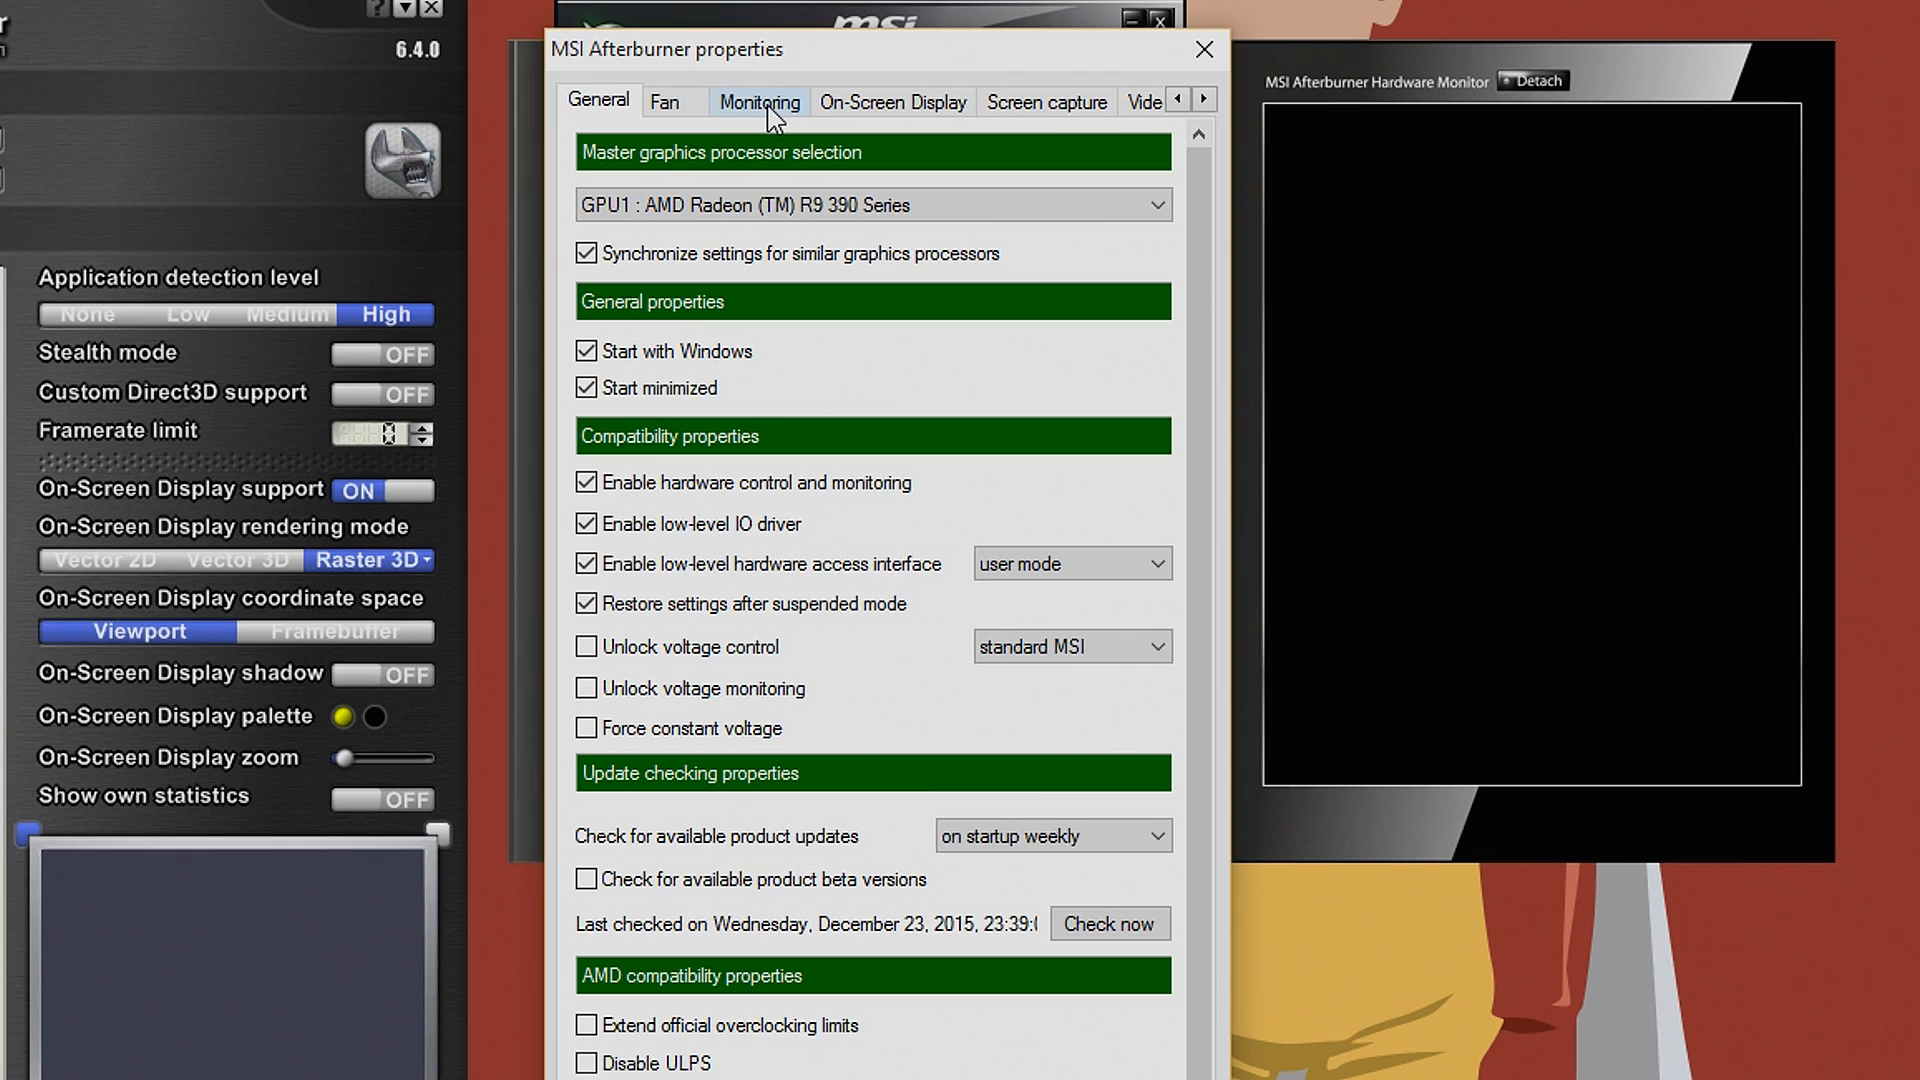 r
n
?
6.4.0
Application detection level
None Low Medium High
Stealth mode OFF
Custom Direct3D support OFF
Framerate limit 0
On-Screen Display support ON
On-Screen Display rendering mode
Vector 2D Vector 3D Raster 3D
On-Screen Display coordinate space
Viewport Framebuffer
On-Screen Display shadow OFF
On-Screen Display palette
On-Screen Display zoom
Show own statistics OFF
msi
MSI Afterburner properties
General Fan Monitoring On-Screen Display Screen capture Vide
Master graphics processor selection
GPU1 : AMD Radeon (TM) R9 390 Series
Synchronize settings for similar graphics processors
General properties
Start with Windows
Start minimized
Compatibility properties
Enable hardware control and monitoring
Enable low-level IO driver
Enable low-level hardware access interface user mode
Restore settings after suspended mode
Unlock voltage control standard MSI
Unlock voltage monitoring
Force constant voltage
Update checking properties
Check for available product updates on startup weekly
Check for available product beta versions
Last checked on Wednesday, December 23, 2015, 23:39: Check now
AMD compatibility properties
Extend official overclocking limits
Disable ULPS
MSI Afterburner Hardware Monitor Detach